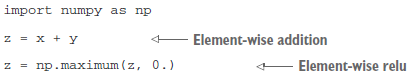 import numpy as np
z = x + y Element-wise addition
z = np.maximum(z, 0.) Element-wise relu